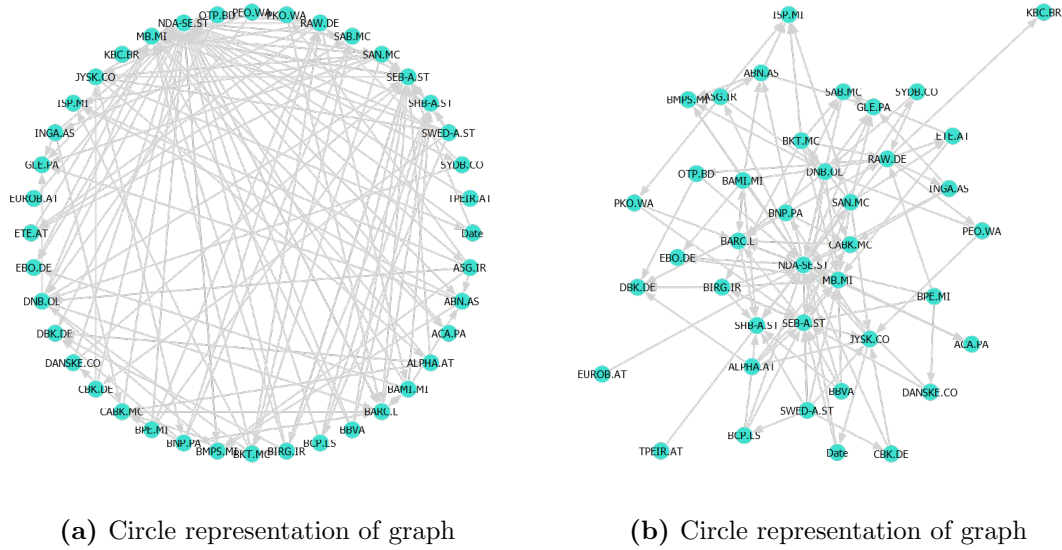 OTP.BD PEO.WA PKO.WA
NDA-SE.ST RAW.DE
MB.MI SAB.MC
KBC.BR SAN.MC
JYSK.CO SEB-A.ST
ISP.MI SHB-A.ST
INGA.AS SWED-A.ST
GLE.PA SYDB.CO
EUROB.AT TPEIR.AT
ETE.AT Date
EBO.DE ASG.IR
DNB.OL ABN.AS
DBK.DE ACA.PA
DANSKE.CO ALPHA.AT
CBK.DE BAMI.MI
CABK.MC BARC.L
BPE.MI BBVA
BNP.PA BCP.LS
BMPS.MI BKT.MC BIRG.IR
KBC.BR
ISP.MI
ABN.AS
SAB.MC SYDB.CO
BMPS.MI ASG.IR
GLE.PA
ETE.AT
BKT.MC
RAW.DE
OTP.BD DNB.OL
BAMI.MI
INGA.AS
PKO.WA SAN.MC
BNP.PA
PEO.WA
BARC.L CABK.MC
EBO.DE
NDA-SE.ST
MB.MI
DBK.DE BIRG.IR
BPE.MI
SHB-A.ST SEB-A.ST
JYSK.CO
ACA.PA
ALPHA.AT
EUROB.AT
BBVA DANSKE.CO
SWED-A.ST
BCP.LS
TPEIR.AT Date CBK.DE
(a) Circle representation of graph
(b) Circle representation of graph